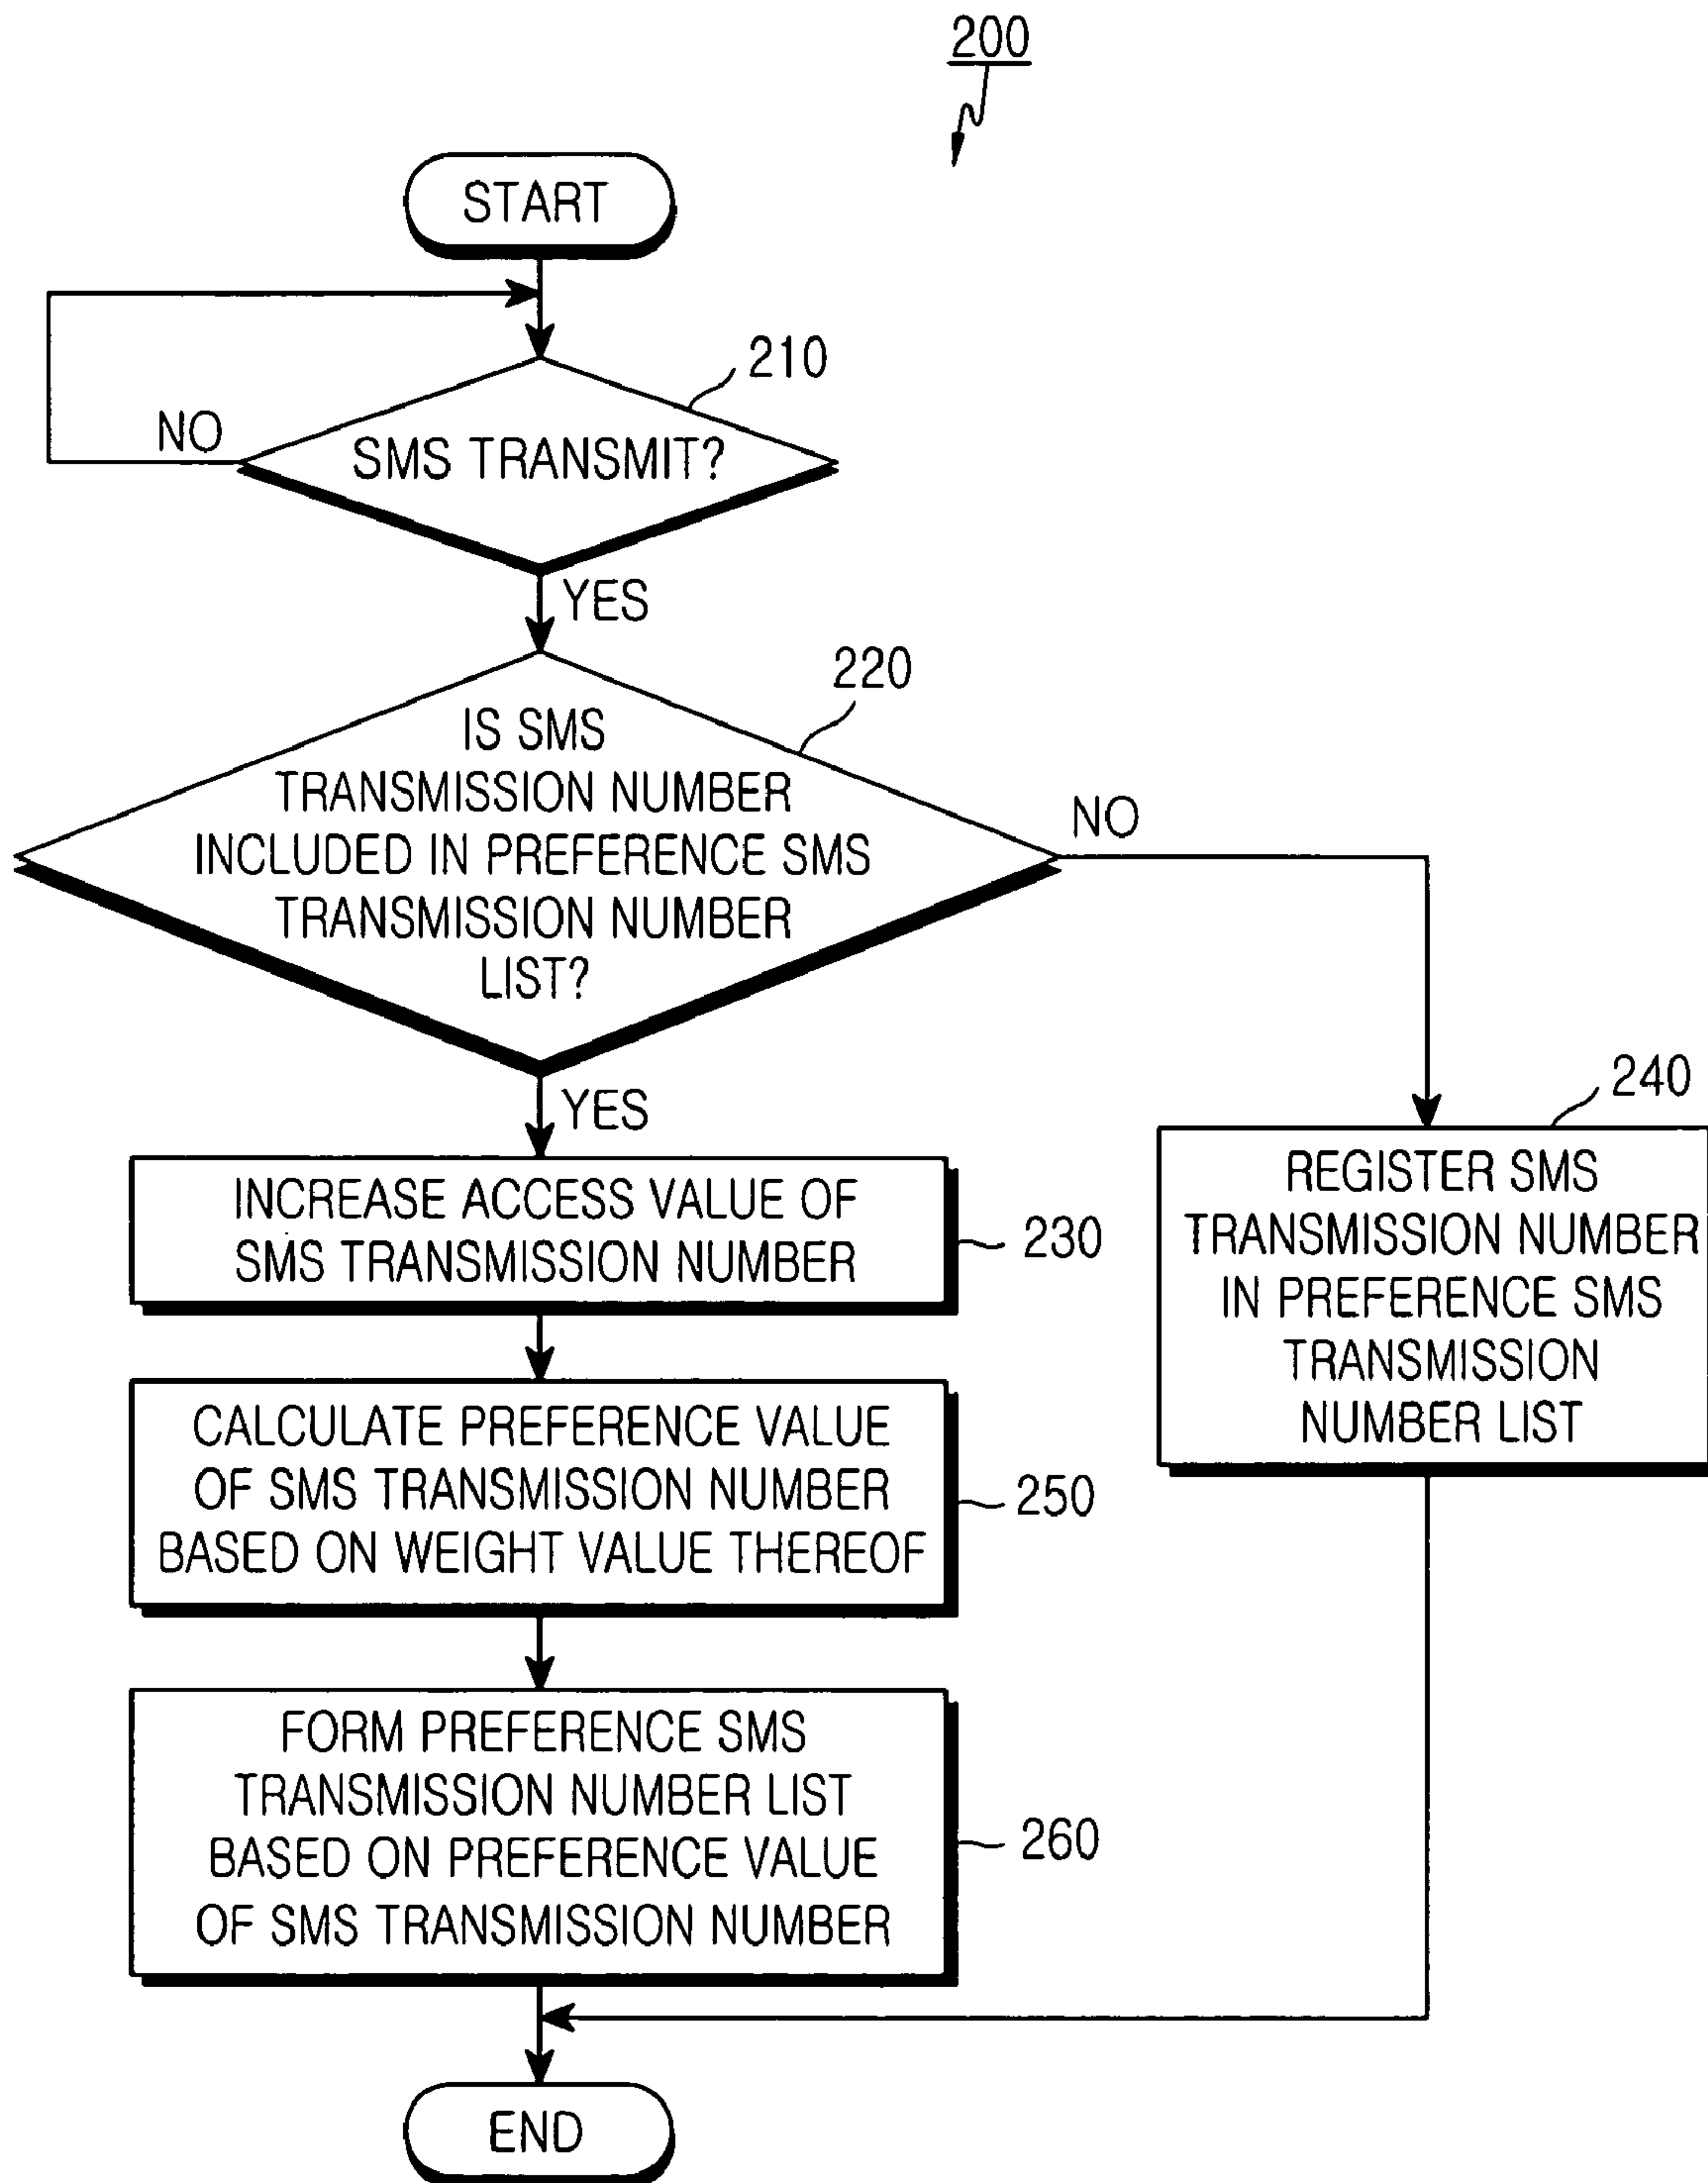 200
START
210
NO
SMS TRANSMIT?
YES
220
IS SMS
TRANSMISSION NUMBER
INCLUDED IN PREFERENCE SMS
TRANSMISSION NUMBER
LIST?
NO
YES
240
REGISTER SMS
TRANSMISSION NUMBER
IN PREFERENCE SMS
TRANSMISSION
NUMBER LIST
INCREASE ACCESS VALUE OF
SMS TRANSMISSION NUMBER
230
CALCULATE PREFERENCE VALUE
OF SMS TRANSMISSION NUMBER
BASED ON WEIGHT VALUE THEREOF
250
FORM PREFERENCE SMS
TRANSMISSION NUMBER LIST
BASED ON PREFERENCE VALUE
OF SMS TRANSMISSION NUMBER
260
END